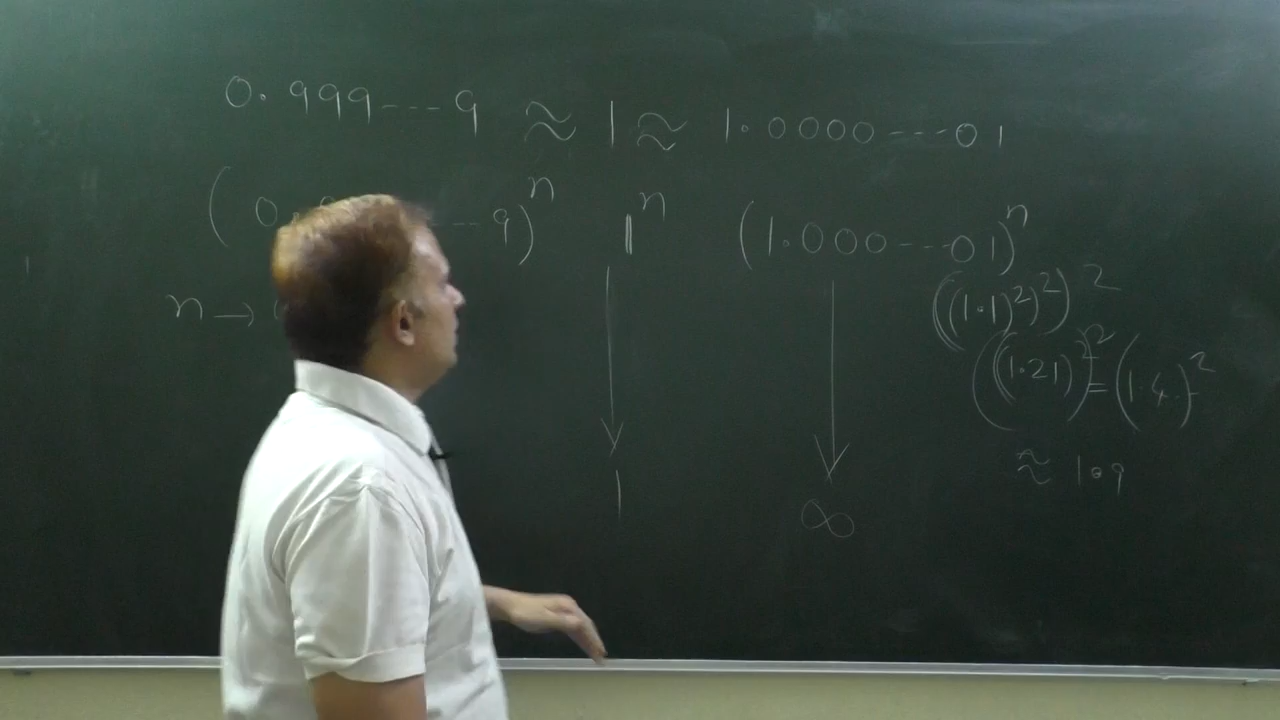 0.999---9 ≈ 1 ≈ 1.0000---01
( 0. --9)ⁿ 1ⁿ (1.000---01)ⁿ
n →
(((1.1)²)²)²
((1.21)²)² = (1.4.)²
≈ 1.9
1
∞